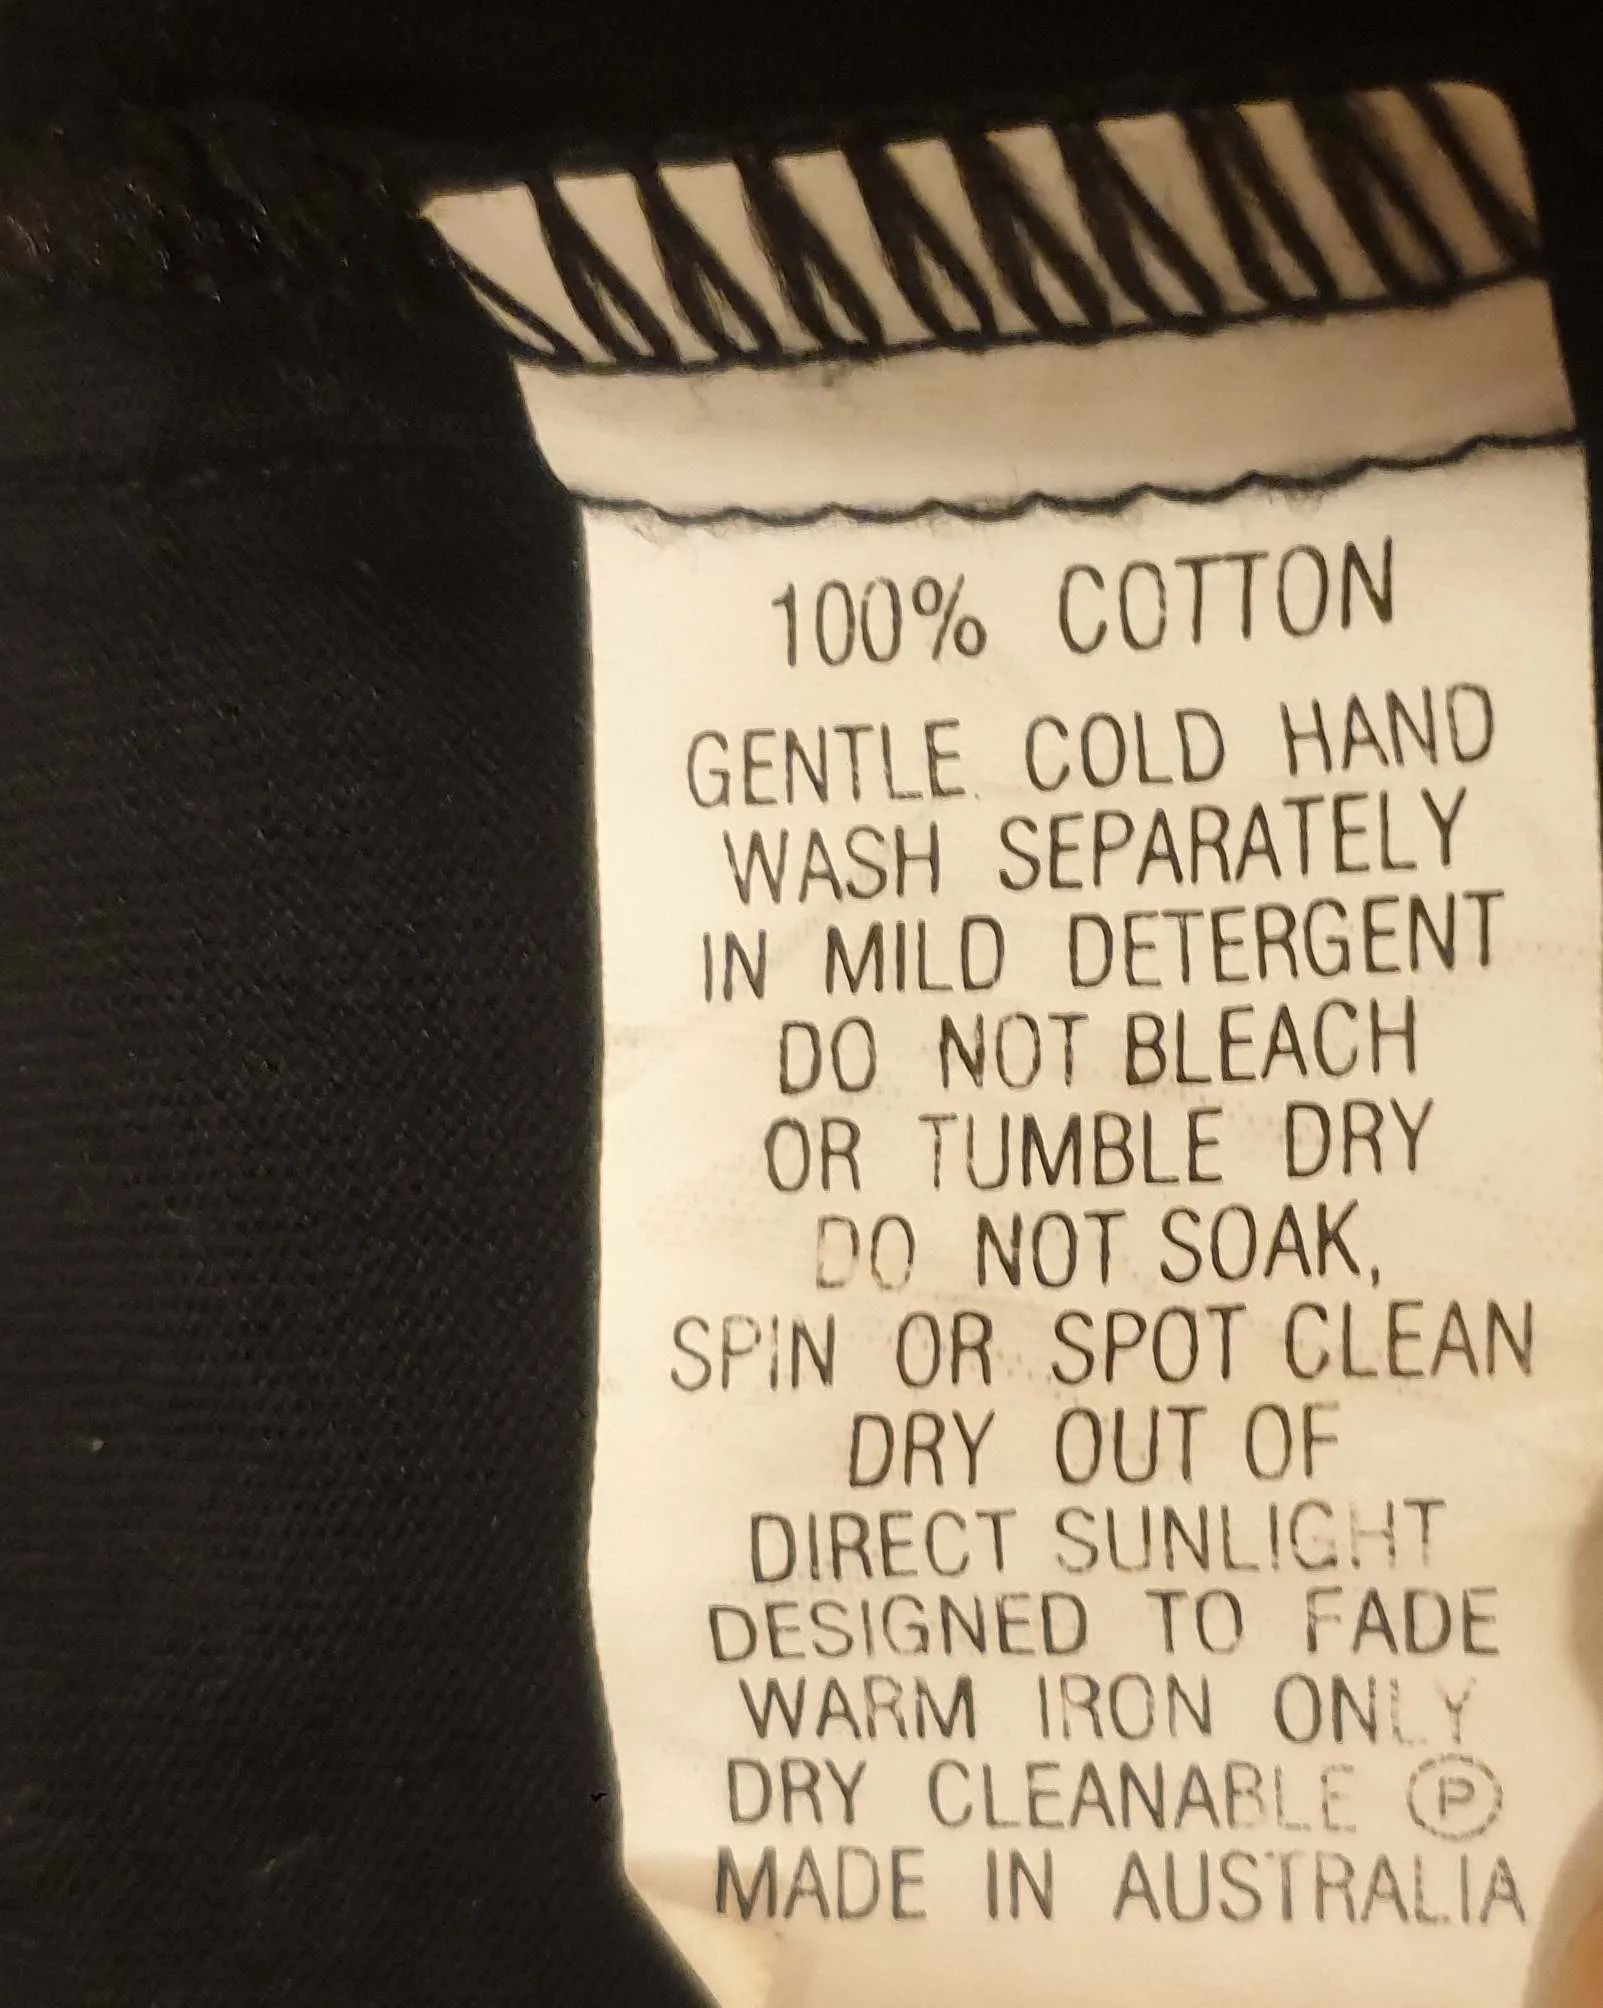 100% COTTON
GENTLE COLD HAND
WASH SEPARATELY
IN MILD DETERGENT
DO NOT BLEACH
OR TUMBLE DRY
DO NOT SOAK,
SPIN OR SPOT CLEAN
DRY OUT OF
DIRECT SUNLIGHT
DESIGNED TO FADE
WARM IRON ONLY
DRY CLEANABLE Ⓟ
MADE IN AUSTRALIA